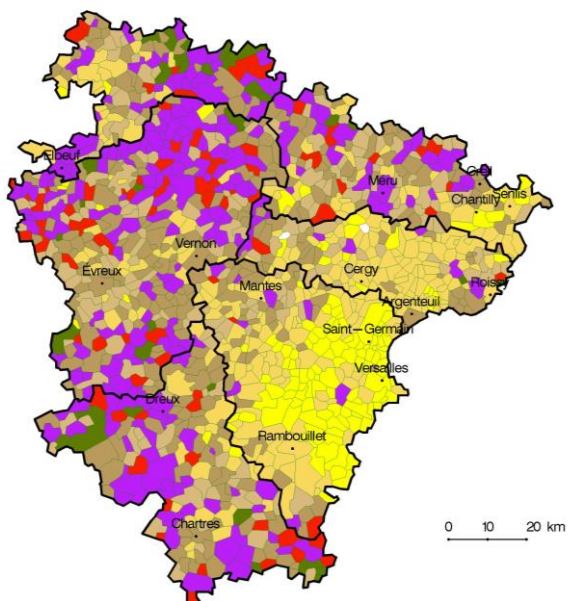 Elbeuf
Creil
Méru
Senlis
Chantilly
Vernon
Évreux
Cergy
Roissy
Mantes
Argenteuil
Saint-Germain
Versailles
Dreux
Rambouillet
Chartres
0 10 20 km